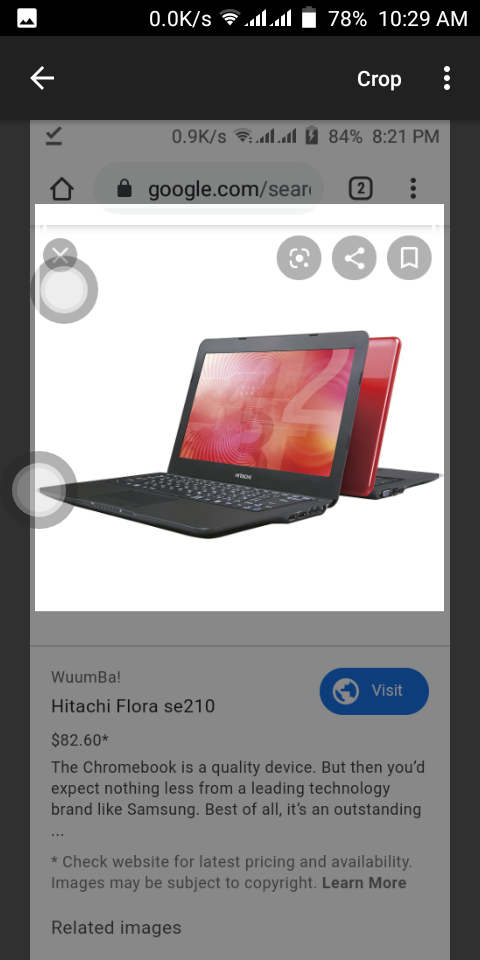 0.0K/s 78% 10:29 AM
Crop
0.9K/s 84% 8:21 PM
google.com/sear
2
HITACHI
WuumBa!
Hitachi Flora se210
Visit
$82.60*
The Chromebook is a quality device. But then you'd
expect nothing less from a leading technology
brand like Samsung. Best of all, it's an outstanding
...
* Check website for latest pricing and availability.
Images may be subject to copyright. Learn More
Related images